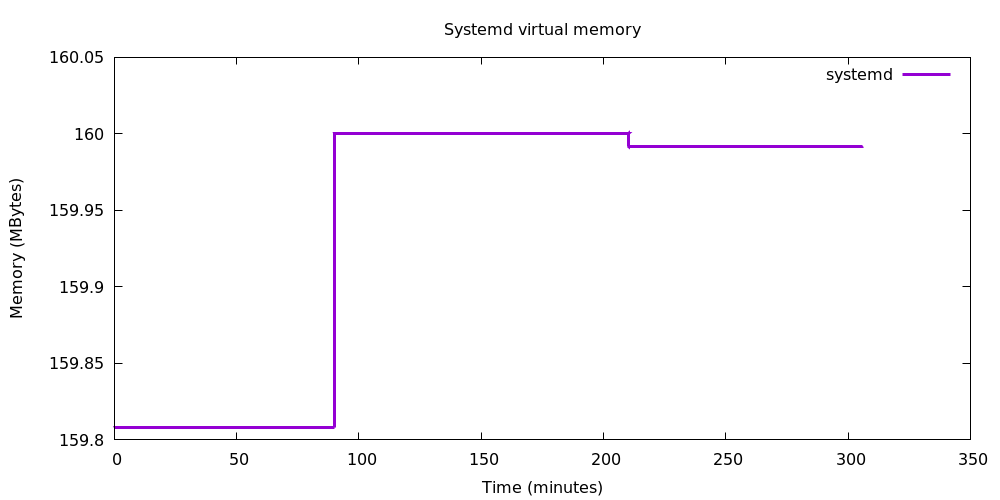 Systemd virtual memory
160.05
systemd
160
159.95
159.9
159.85
159.8
Memory (MBytes)
0 50 100 150 200 250 300 350
Time (minutes)